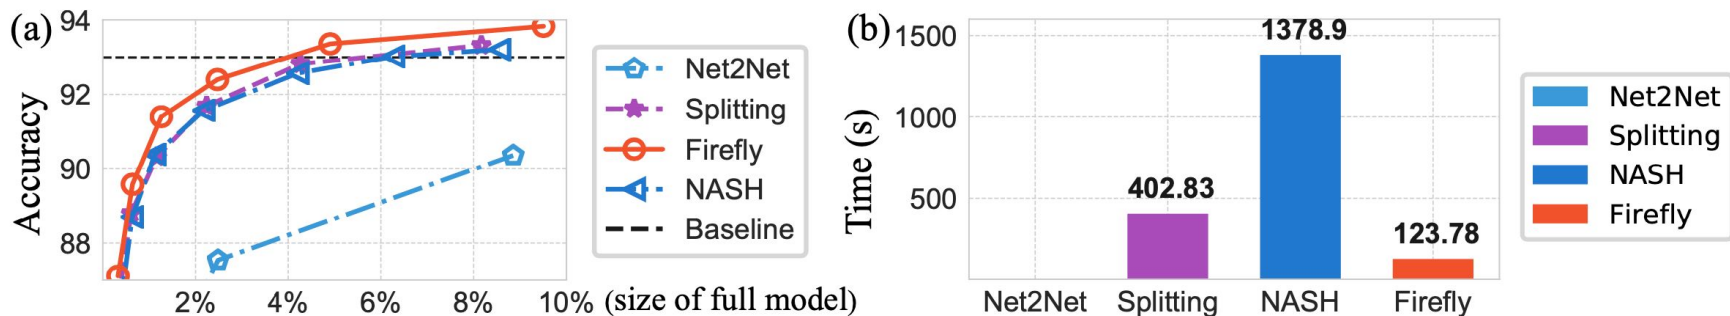 (a)
Accuracy
94
92
90
88
2% 4% 6% 8% 10% (size of full model)
Net2Net
Splitting
Firefly
NASH
Baseline
(b)
Time (s)
1500
1000
500
402.83
1378.9
123.78
Net2Net Splitting NASH Firefly
Net2Net
Splitting
NASH
Firefly